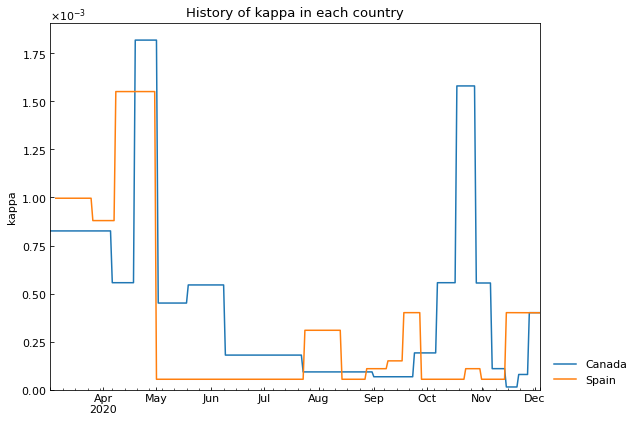 History of kappa in each country
×10⁻³
kappa
1.75
1.50
1.25
1.00
0.75
0.50
0.25
0.00
Apr May Jun Jul Aug Sep Oct Nov Dec
2020
Canada
Spain